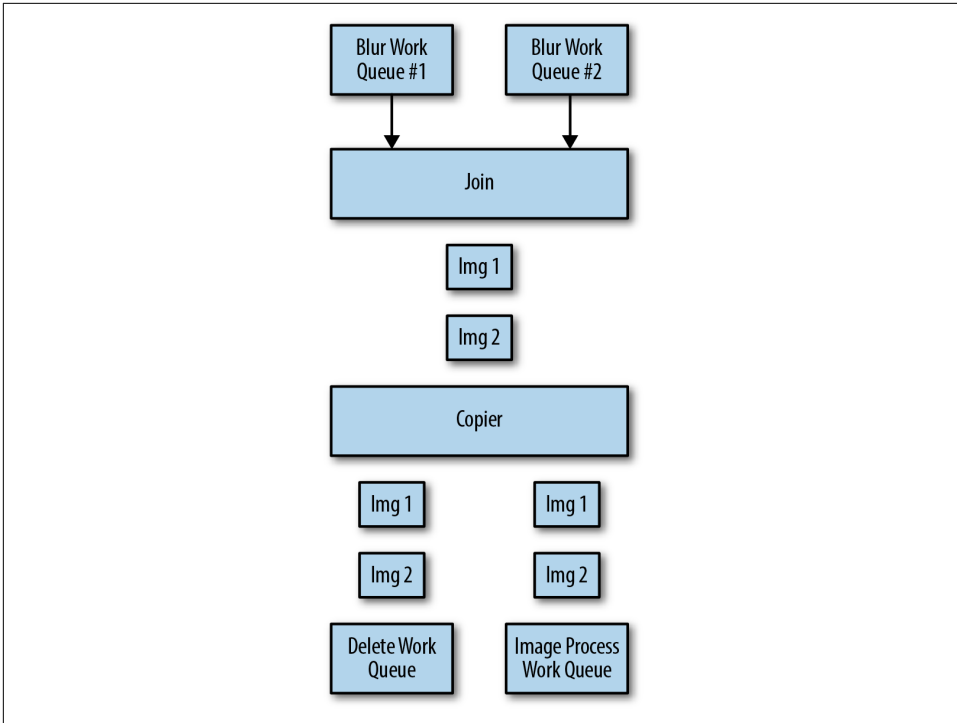 Blur Work
Queue #1
Blur Work
Queue #2
Join
Img 1
Img 2
Copier
Img 1
Img 1
Img 2
Img 2
Delete Work
Queue
Image Process
Work Queue